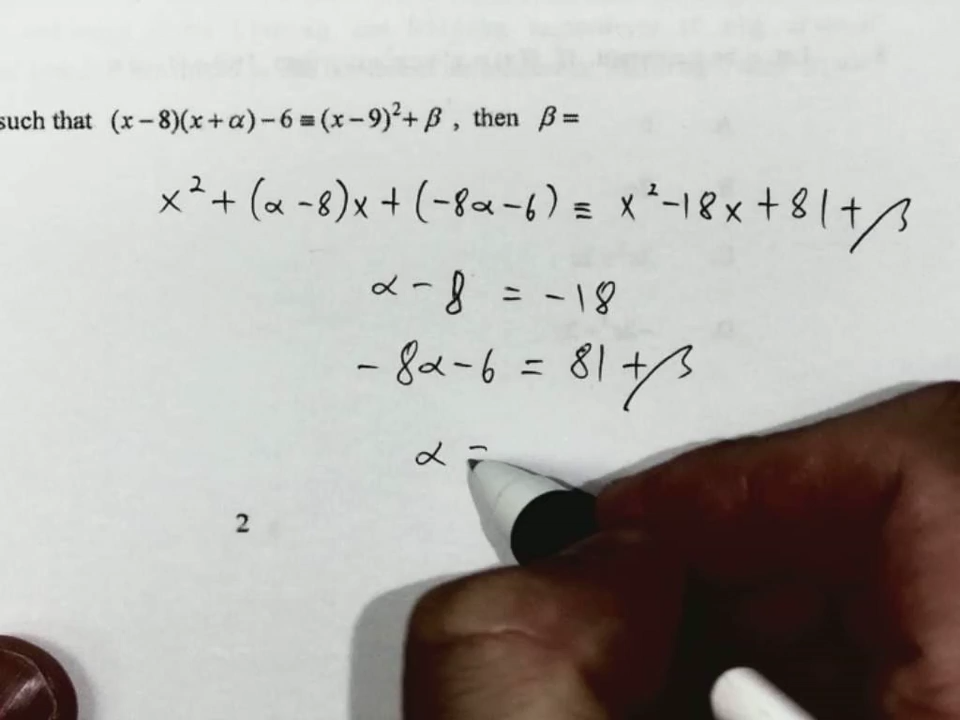 such that (x − 8)(x + α) − 6 ≡ (x − 9)² + β , then β =
x² + (α − 8)x + (−8α − 6) ≡ x² − 18x + 81 + β
α − 8 = −18
− 8α − 6 = 81 + β
α =
2